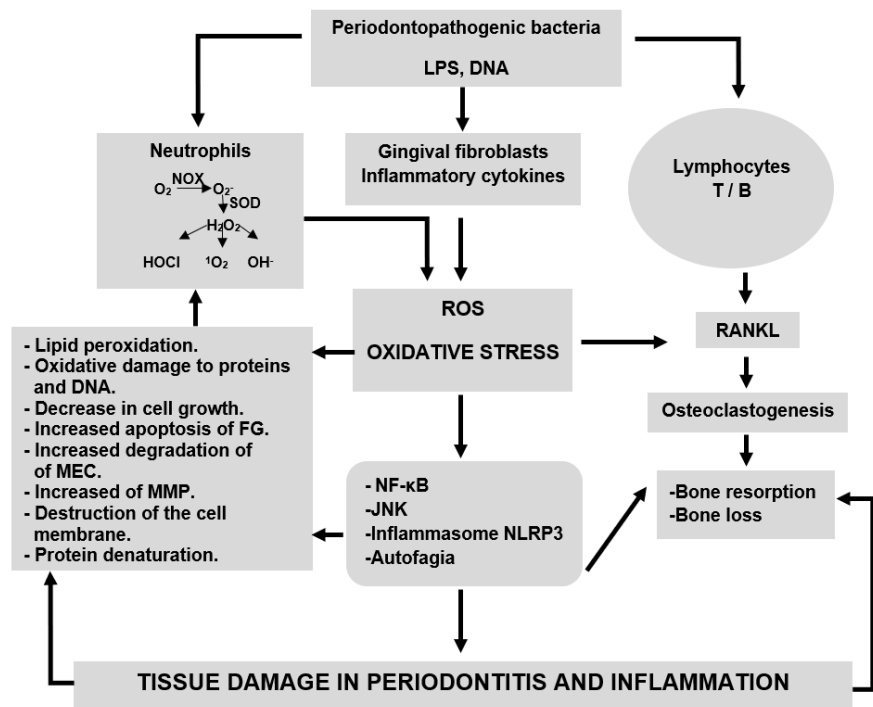 Periodontopathogenic bacteria
LPS, DNA
Neutrophils
O₂ NOX O₂⁻
SOD
H₂O₂
HOCl ¹O₂ OH⁻
Gingival fibroblasts
Inflammatory cytokines
Lymphocytes
T / B
ROS
OXIDATIVE STRESS
RANKL
Osteoclastogenesis
-Bone resorption
-Bone loss
- Lipid peroxidation.
- Oxidative damage to proteins
and DNA.
- Decrease in cell growth.
- Increased apoptosis of FG.
- Increased degradation of
of MEC.
- Increased of MMP.
- Destruction of the cell
membrane.
- Protein denaturation.
- NF-κB
-JNK
-Inflammasome NLRP3
-Autofagia
TISSUE DAMAGE IN PERIODONTITIS AND INFLAMMATION